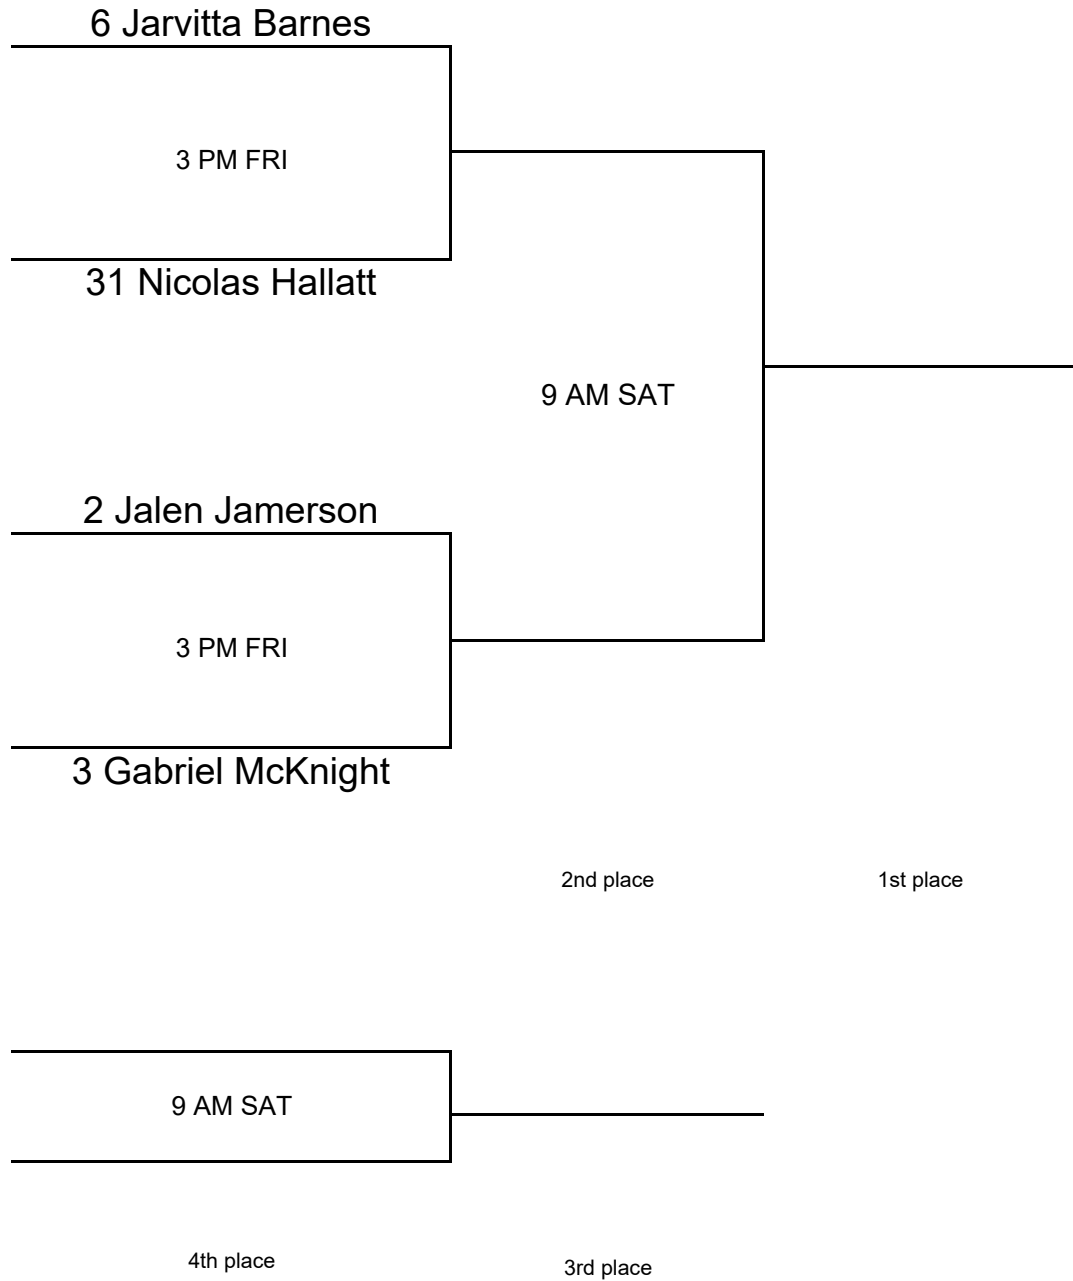 6 Jarvitta Barnes
3 PM FRI
31 Nicolas Hallatt
9 AM SAT
2 Jalen Jamerson
3 PM FRI
3 Gabriel McKnight
2nd place
1st place
9 AM SAT
4th place
3rd place